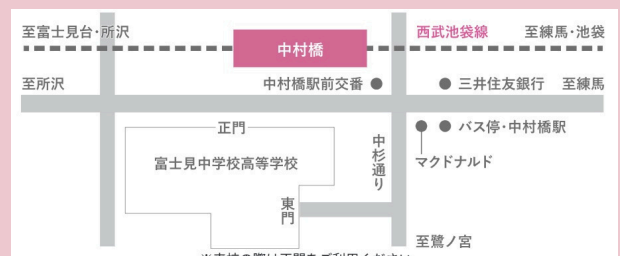 至富士見台・所沢
中村橋
西武池袋線
至練馬・池袋
至所沢
中村橋駅前交番
三井住友銀行
至練馬
正門
バス停・中村橋駅
富士見中学校高等学校
中杉通り
マクドナルド
東門
至鷺ノ宮